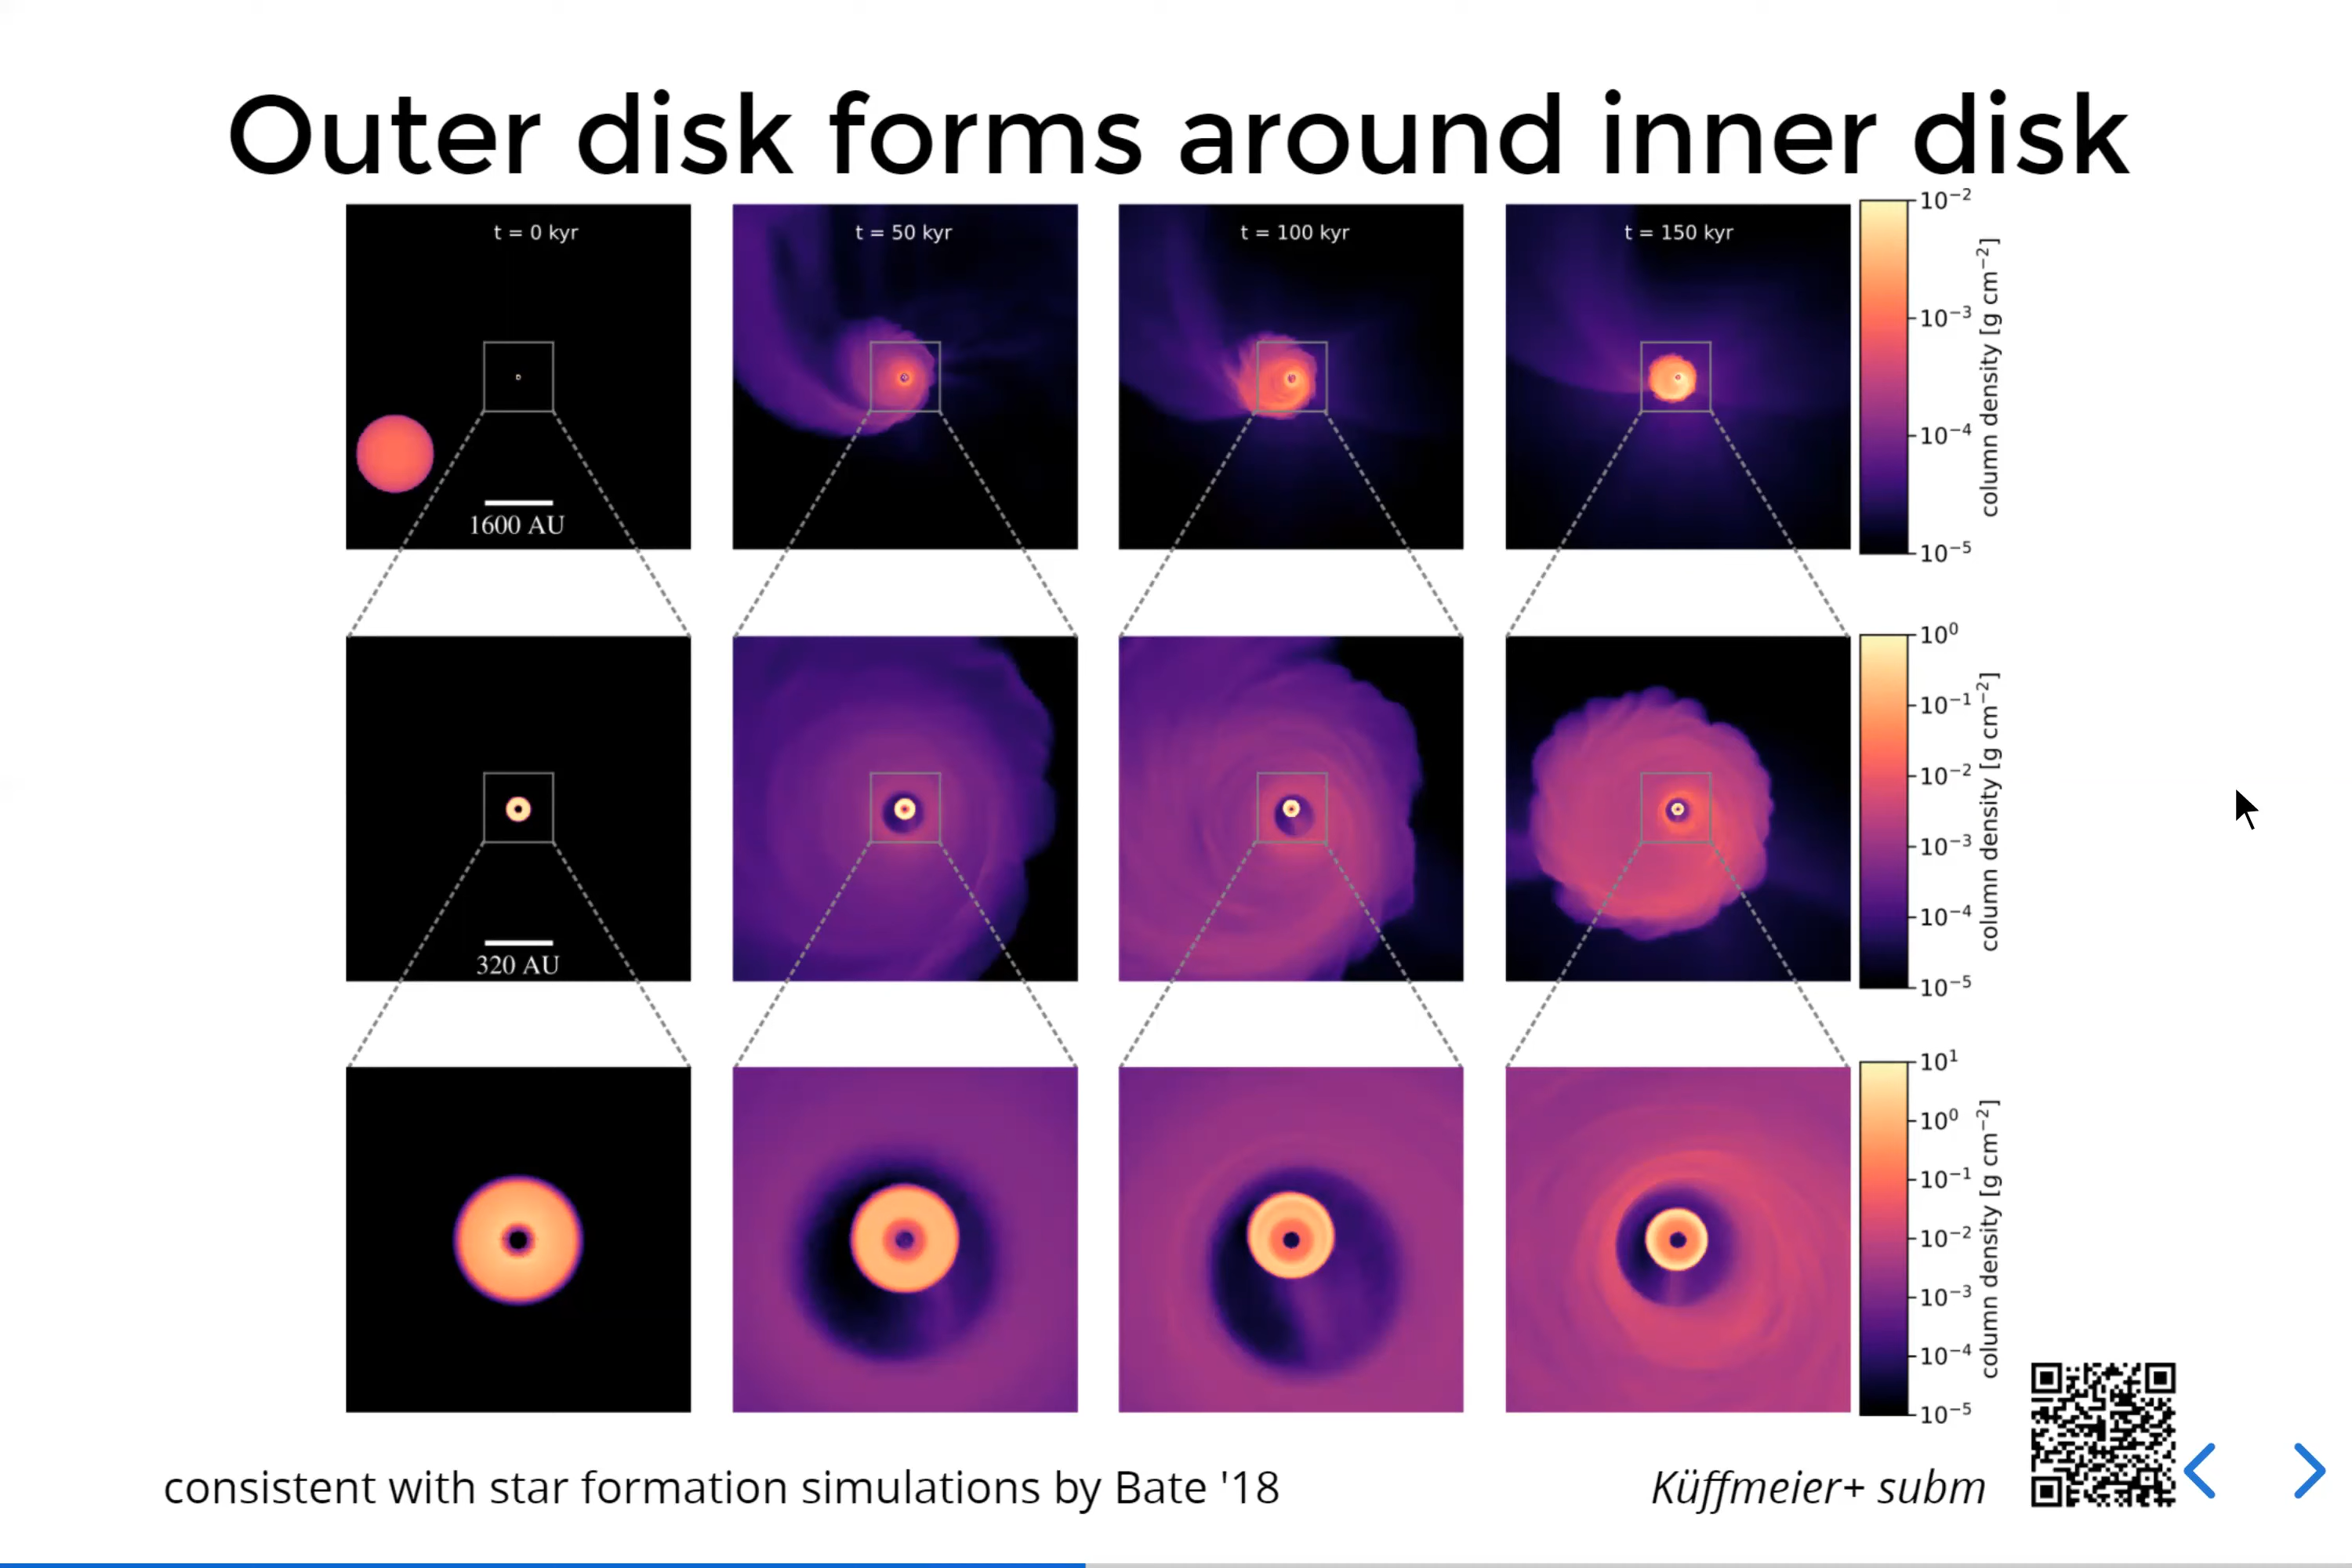 Outer disk forms around inner disk
t = 0 kyr
t = 50 kyr
t = 100 kyr
t = 150 kyr
1600 AU
10⁻²
10⁻³
10⁻⁴
10⁻⁵
column density [g cm⁻²]
320 AU
10⁰
10⁻¹
10⁻²
10⁻³
10⁻⁴
10⁻⁵
column density [g cm⁻²]
10¹
10⁰
10⁻¹
10⁻²
10⁻³
10⁻⁴
10⁻⁵
column density [g cm⁻²]
consistent with star formation simulations by Bate '18
Küffmeier+ subm